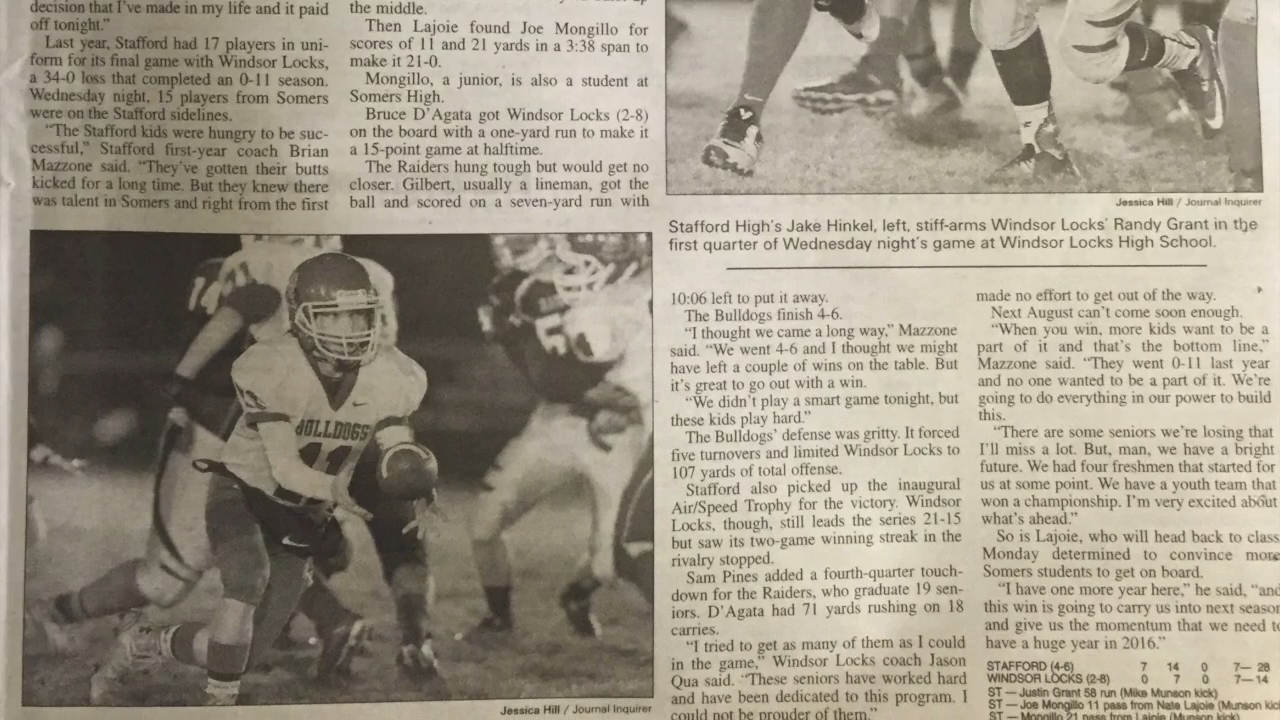 decision that I've made in my life and it paid
off tonight."
Last year, Stafford had 17 players in uni-
form for its final game with Windsor Locks,
a 34-0 loss that completed an 0-11 season.
Wednesday night, 15 players from Somers
were on the Stafford sidelines.
"The Stafford kids were hungry to be suc-
cessful," Stafford first-year coach Brian
Mazzone said. "They've gotten their butts
kicked for a long time. But they knew there
was talent in Somers and right from the first
the middle.
Then Lajoie found Joe Mongillo for
scores of 11 and 21 yards in a 3:38 span to
make it 21-0.
Mongillo, a junior, is also a student at
Somers High.
Bruce D'Agata got Windsor Locks (2-8)
on the board with a one-yard run to make it
a 15-point game at halftime.
The Raiders hung tough but would get no
closer. Gilbert, usually a lineman, got the
ball and scored on a seven-yard run with
Jessica Hill / Journal Inquirer
Stafford High's Jake Hinkel, left, stiff-arms Windsor Locks' Randy Grant in the
first quarter of Wednesday night's game at Windsor Locks High School.
BULLDOGS
11
Jessica Hill / Journal Inquirer
10:06 left to put it away.
The Bulldogs finish 4-6.
"I thought we came a long way," Mazzone
said. "We went 4-6 and I thought we might
have left a couple of wins on the table. But
it's great to go out with a win.
"We didn't play a smart game tonight, but
these kids play hard."
The Bulldogs' defense was gritty. It forced
five turnovers and limited Windsor Locks to
107 yards of total offense.
Stafford also picked up the inaugural
Air/Speed Trophy for the victory. Windsor
Locks, though, still leads the series 21-15
but saw its two-game winning streak in the
rivalry stopped.
Sam Pines added a fourth-quarter touch-
down for the Raiders, who graduate 19 sen-
iors. D'Agata had 71 yards rushing on 18
carries.
"I tried to get as many of them as I could
in the game," Windsor Locks coach Jason
Qua said. "These seniors have worked hard
and have been dedicated to this program. I
could not be prouder of them."
made no effort to get out of the way.
Next August can't come soon enough.
"When you win, more kids want to be a
part of it and that's the bottom line,"
Mazzone said. "They went 0-11 last year
and no one wanted to be a part of it. We're
going to do everything in our power to build
this.
"There are some seniors we're losing that
I'll miss a lot. But, man, we have a bright
future. We had four freshmen that started for
us at some point. We have a youth team that
won a championship. I'm very excited about
what's ahead."
So is Lajoie, who will head back to class
Monday determined to convince more
Somers students to get on board.
"I have one more year here," he said, "and
this win is going to carry us into next season
and give us the momentum that we need to
have a huge year in 2016."
STAFFORD (4-6) 7 14 0 7— 28
WINDSOR LOCKS (2-8) 0 7 0 7— 14
ST — Justin Grant 58 run (Mike Munson kick)
ST — Joe Mongillo 11 pass from Nate Lajoie (Munson kick
ST — Mongillo 21 pass from Lajoie (Munson kick)